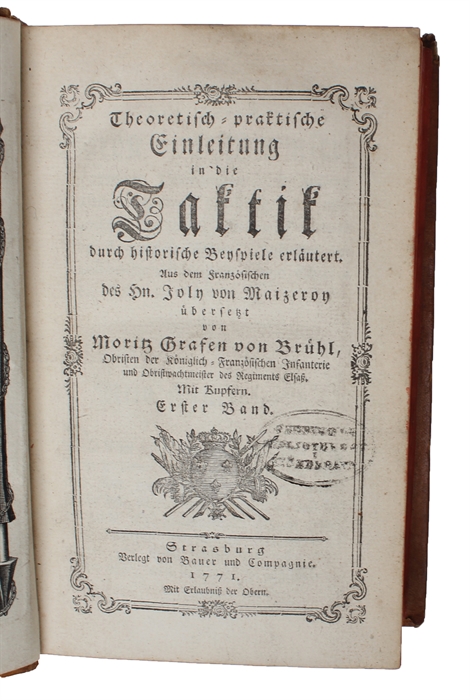 Theoretisch-praktische
Einleitung
in die
Taktik
durch historische Beyspiele erläutert.
Aus dem Französischen
des Hn. Joly von Maizeroy
übersetzt
von
Moritz Grafen von Brühl,
Obristen der Königlich-Französischen Infanterie
und Obristwachtmeister des Regiments Elsaß.
Mit Kupfern.
Erster Band.
Strasburg
Verlegt von Bauer und Compagnie.
1771.
Mit Erlaubniß der Obern.